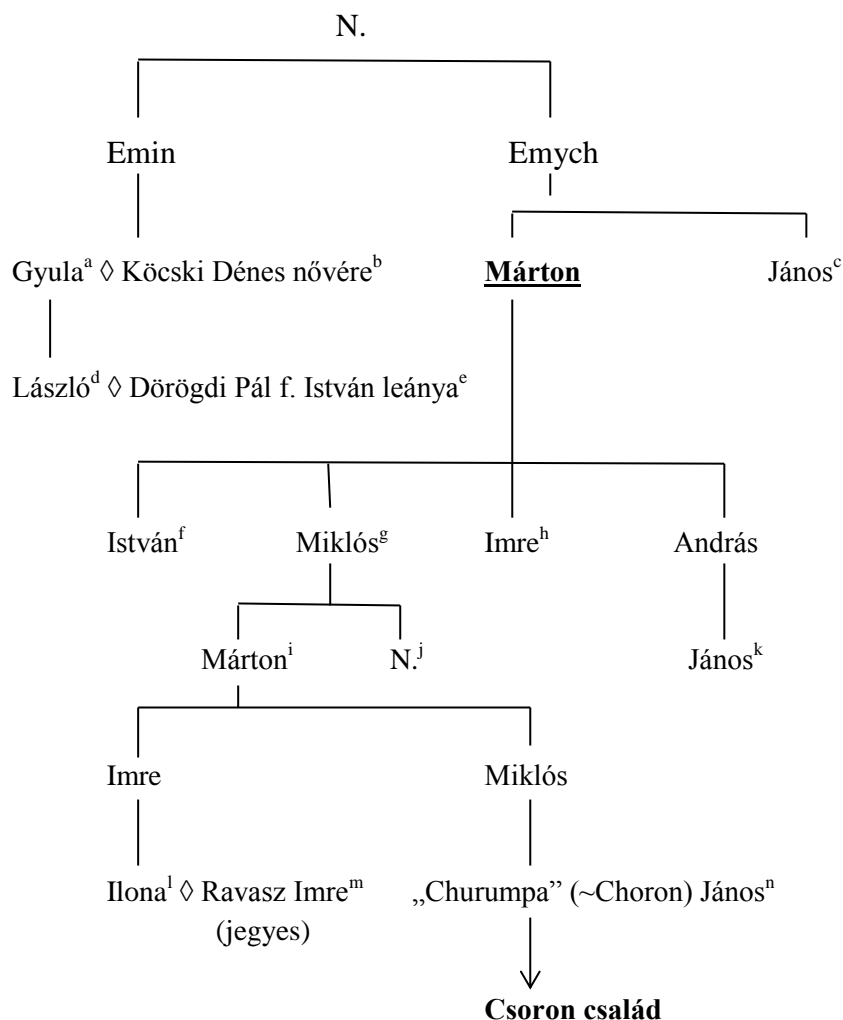 N.
Emin Emych
Gyulaᵃ ◊ Köcski Dénes nővéreᵇ Márton Jánosᶜ
Lászlóᵈ ◊ Dörögdi Pál f. István leányaᵉ
Istvánᶠ Miklósᵍ Imreʰ András
Mártonⁱ N.ʲ Jánosᵏ
Imre Miklós
Ilonaˡ ◊ Ravasz Imreᵐ „Churumpa” (~Choron) Jánosⁿ
(jegyes)
Csoron család